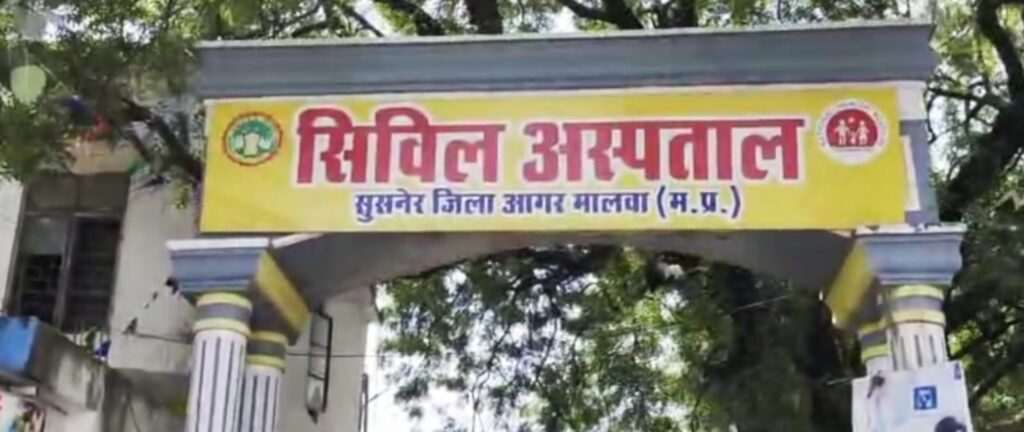 सिविल अस्पताल
सुसनेर जिला आगर मालवा (म.प्र.)